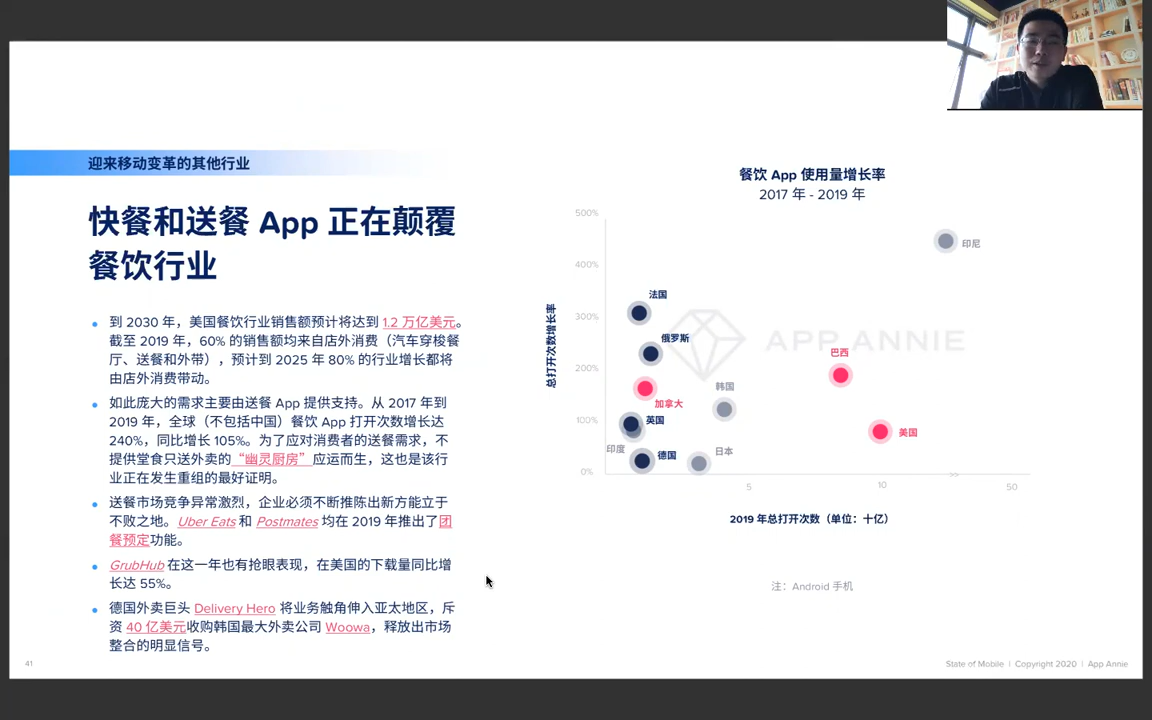 迎来移动变革的其他行业
快餐和送餐 App 正在颠覆
餐饮行业
到 2030 年，美国餐饮行业销售额预计将达到 1.2 万亿美元。
截至 2019 年，60% 的销售额均来自店外消费（汽车穿梭餐
厅、送餐和外带），预计到 2025 年 80% 的行业增长都将
由店外消费带动。
如此庞大的需求主要由送餐 App 提供支持。从 2017 年到
2019 年，全球（不包括中国）餐饮 App 打开次数增长达
240%，同比增长 105%。为了应对消费者的送餐需求，不
提供堂食只送外卖的“幽灵厨房”应运而生，这也是该行
业正在发生重组的最好证明。
送餐市场竞争异常激烈，企业必须不断推陈出新方能立于
不败之地。Uber Eats 和 Postmates 均在 2019 年推出了团
餐预定功能。
GrubHub 在这一年也有抢眼表现，在美国的下载量同比增
长达 55%。
德国外卖巨头 Delivery Hero 将业务触角伸入亚太地区，斥
资 40 亿美元收购韩国最大外卖公司 Woowa，释放出市场
整合的明显信号。
餐饮 App 使用量增长率
2017 年 - 2019 年
500%
400%
300%
200%
100%
0%
总打开次数增长率
印尼
法国
俄罗斯
APP ANNIE
巴西
加拿大
韩国
英国
美国
印度
德国
日本
5
10
50
2019 年总打开次数（单位：十亿）
注：Android 手机
41
State of Mobile | Copyright 2020 | App Annie